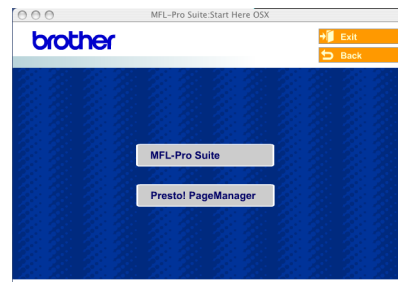 MFL-Pro Suite:Start Here OSX
brother
Exit
Back
MFL-Pro Suite
Presto! PageManager